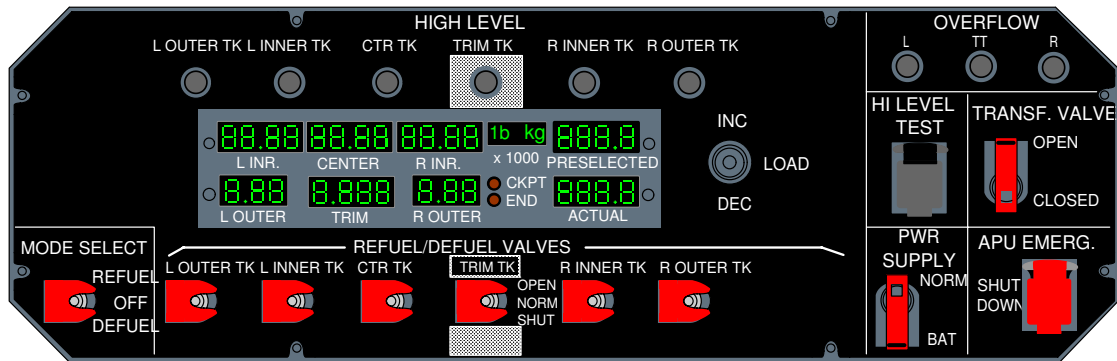 HIGH LEVEL
L OUTER TK L INNER TK CTR TK TRIM TK R INNER TK R OUTER TK
88.88 88.88 88.88 lb kg 888.8
L INR. CENTER R INR. x 1000 PRESELECTED
8.88 8.888 8.88 CKPT 888.8
END
L OUTER TRIM R OUTER ACTUAL
INC
LOAD
DEC
OVERFLOW
L TT R
HI LEVEL
TEST
TRANSF. VALVE
OPEN
CLOSED
MODE SELECT
REFUEL
OFF
DEFUEL
REFUEL/DEFUEL VALVES
L OUTER TK L INNER TK CTR TK TRIM TK R INNER TK R OUTER TK
OPEN
NORM
SHUT
PWR
SUPPLY
NORM
BAT
APU EMERG.
SHUT
DOWN